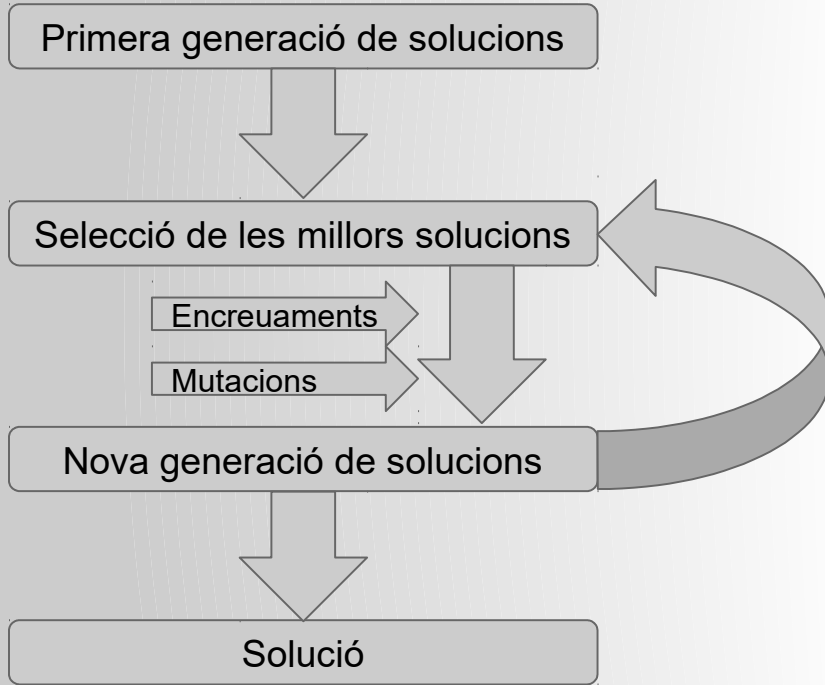 Primera generació de solucions
Selecció de les millors solucions
Encreuaments
Mutacions
Nova generació de solucions
Solució